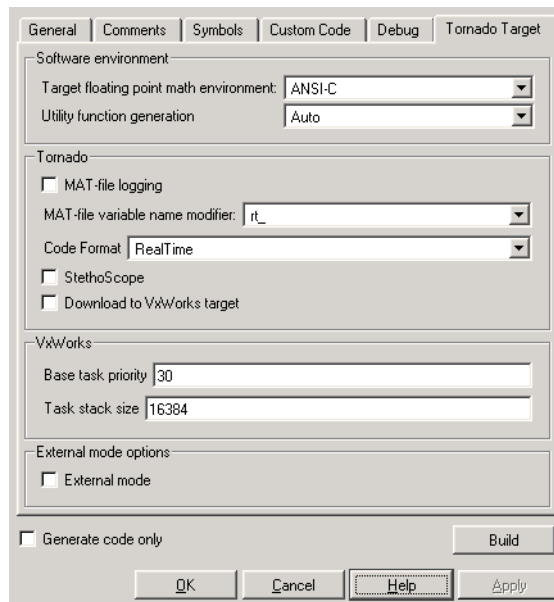 General Comments Symbols Custom Code Debug Tornado Target
Software environment
Target floating point math environment: ANSI-C
Utility function generation Auto
Tornado
MAT-file logging
MAT-file variable name modifier: rt_
Code Format RealTime
StethoScope
Download to VxWorks target
VxWorks
Base task priority 30
Task stack size 16384
External mode options
External mode
Generate code only Build
OK Cancel Help Apply